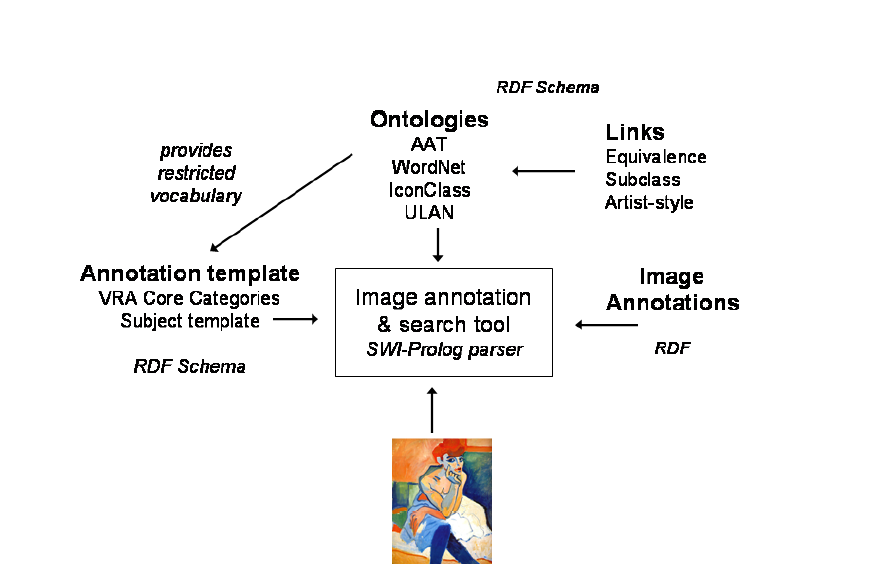 RDF Schema
Ontologies
AAT
WordNet
IconClass
ULAN
Links
Equivalence
Subclass
Artist-style
provides
restricted
vocabulary
Annotation template
VRA Core Categories
Subject template
RDF Schema
Image annotation
& search tool
SWI-Prolog parser
Image
Annotations
RDF